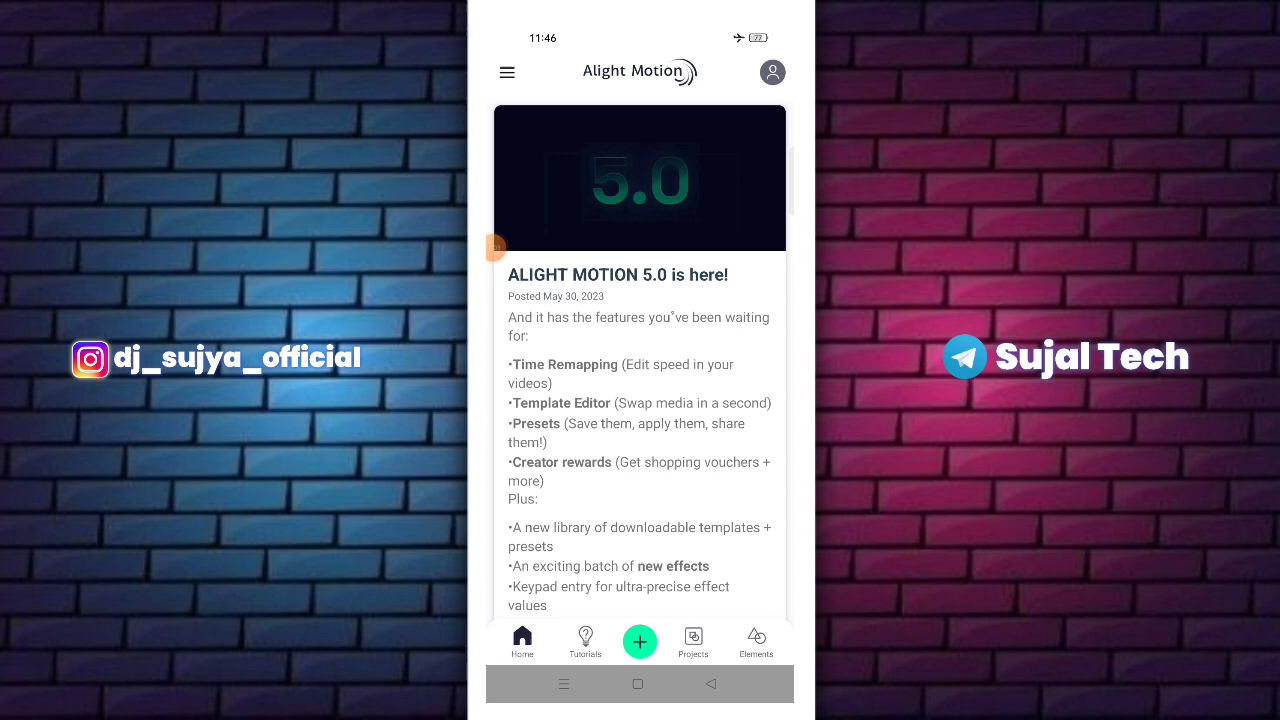 11:46
77
Alight Motion
5.0
ALIGHT MOTION 5.0 is here!
Posted May 30, 2023
And it has the features you˚ve been waiting
for:
•Time Remapping (Edit speed in your
videos)
•Template Editor (Swap media in a second)
•Presets (Save them, apply them, share
them!)
•Creator rewards (Get shopping vouchers +
more)
Plus:
•A new library of downloadable templates +
presets
•An exciting batch of new effects
•Keypad entry for ultra-precise effect
values
Home
Tutorials
Projects
Elements
dj_sujya_official
Sujal Tech